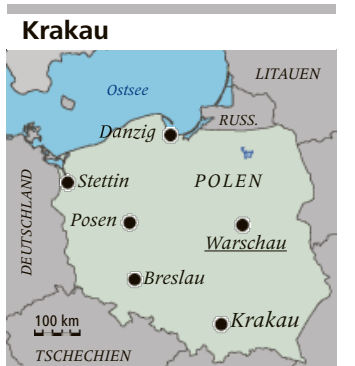 Krakau
LITAUEN
Ostsee
RUSS.
Danzig
DEUTSCHLAND
Stettin
POLEN
Posen
Warschau
Breslau
100 km
Krakau
TSCHECHIEN